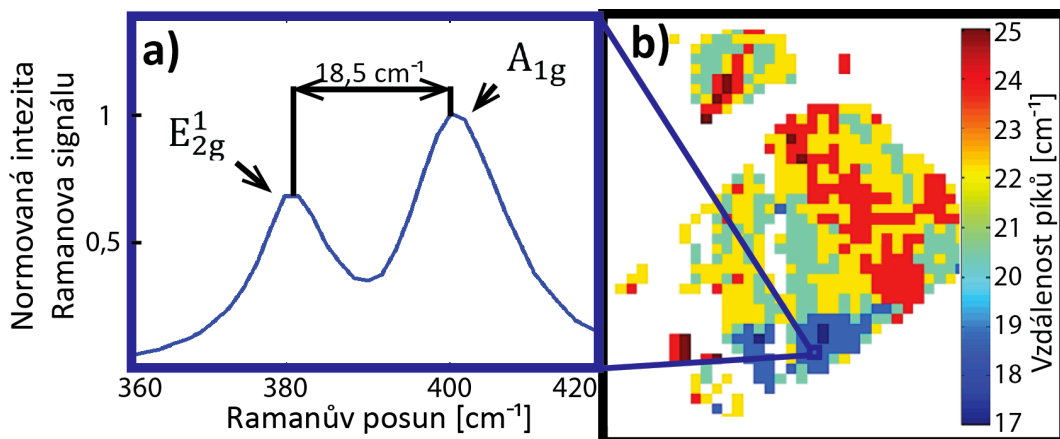 a)
18,5 cm⁻¹
A₁g
E¹₂g
Normovaná intezita
Ramanova signálu
1
0,5
360
380
400
420
Ramanův posun [cm⁻¹]
b)
25
24
23
22
21
20
19
18
17
Vzdálenost píků [cm⁻¹]